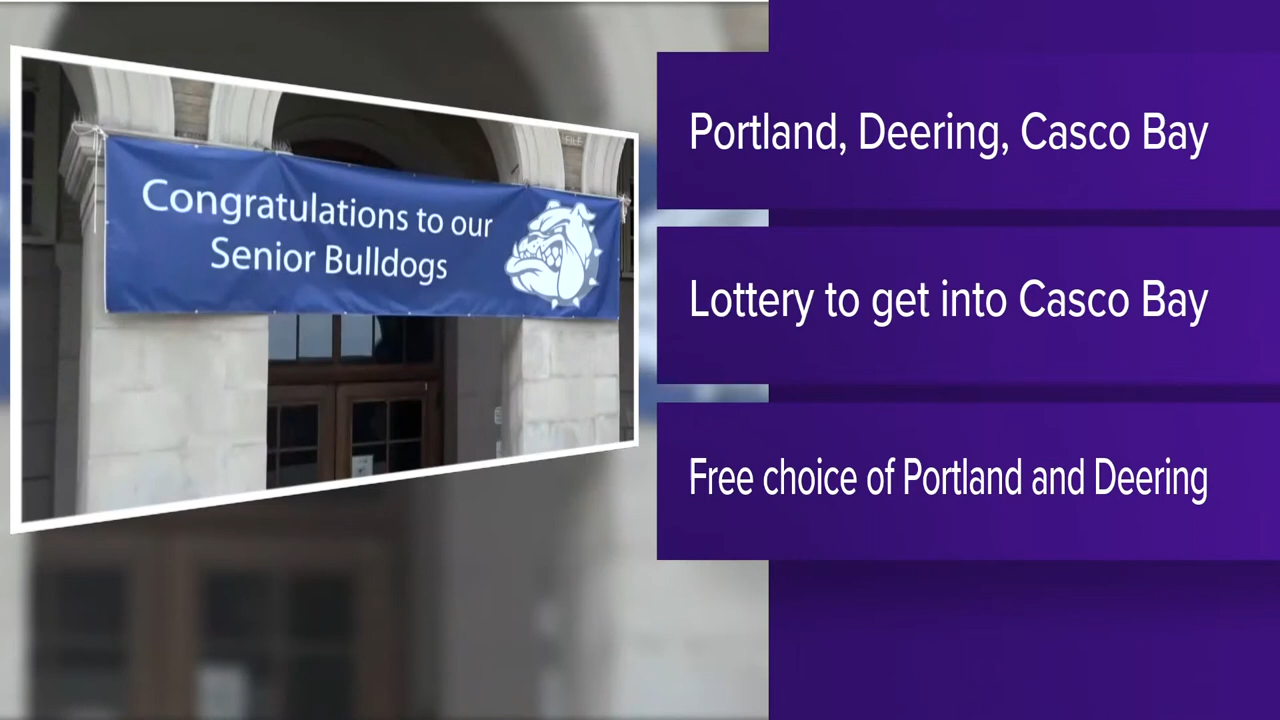 FILE
Congratulations to our
Senior Bulldogs
Portland, Deering, Casco Bay
Lottery to get into Casco Bay
Free choice of Portland and Deering